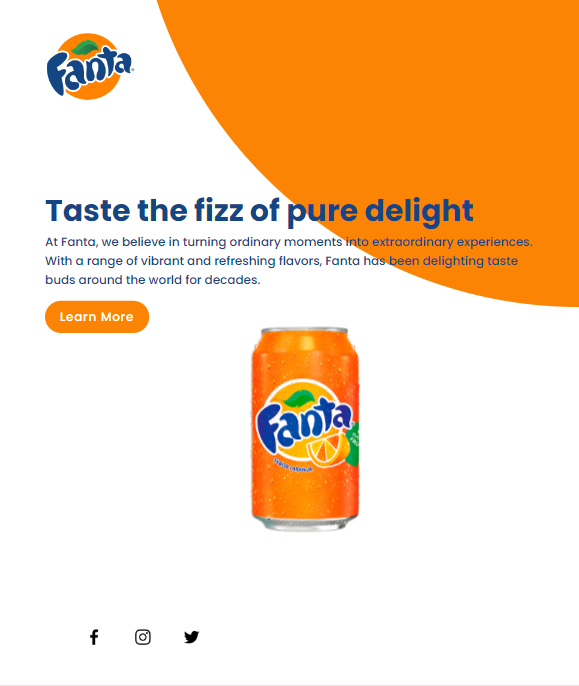 Fanta
Taste the fizz of pure delight
At Fanta, we believe in turning ordinary moments into extraordinary experiences.
With a range of vibrant and refreshing flavors, Fanta has been delighting taste
buds around the world for decades.
Learn More
Fanta
SABOR NARANJA